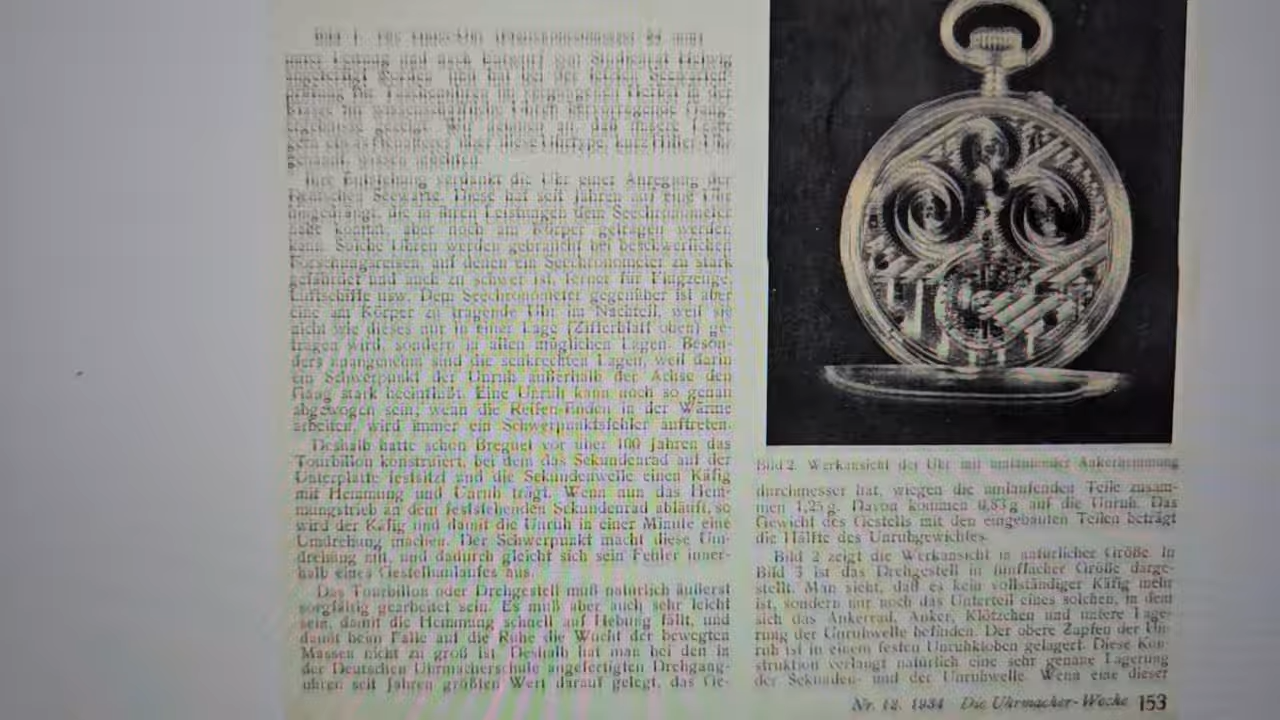 unter Leitung und nach Entwurf von Studienrat Helwig
genannt, wissen möchten.
Ihre Entstehung verdankt die Uhr einer Anregung der
Deutschen Seewarte. Diese hat seit Jahren auf eine Uhr
hingedrängt, die in ihren Leistungen dem Seechronometer
nahe kommt, aber noch am Körper getragen werden
kann. Solche Uhren werden gebraucht bei beschwerlichen
Forschungsreisen, auf denen ein Seechronometer zu stark
gefährdet und auch zu schwer ist, ferner für Flugzeuge,
Luftschiffe usw. Dem Seechronometer gegenüber ist aber
eine am Körper zu tragende Uhr im Nachteil, weil sie
nicht wie dieses nur in einer Lage (Zifferblatt oben) ge-
tragen wird, sondern in allen möglichen Lagen. Beson-
ders unangenehm sind die senkrechten Lagen, weil darin
ein Schwerpunkt der Unruh außerhalb der Achse den
Gang stark beeinflußt. Eine Unruh kann noch so genau
abgewogen sein; wenn die Reifen-Enden in der Wärme
arbeiten, wird immer ein Schwerpunktsfehler auftreten.
Deshalb hatte schon Breguet vor über 100 Jahren das
Tourbillon konstruiert, bei dem das Sekundenrad auf der
Unterplatte festsitzt und die Sekundenwelle einen Käfig
mit Hemmung und Unruh trägt. Wenn nun das Hem-
mungstrieb an dem feststehenden Sekundenrad abläuft, so
wird der Käfig und damit die Unruh in einer Minute eine
Umdrehung machen. Der Schwerpunkt macht diese Um-
drehung mit, und dadurch gleicht sich sein Fehler inner-
halb eines Gestellumlaufes aus.
Das Tourbillon oder Drehgestell muß natürlich äußerst
sorgfältig gearbeitet sein. Es muß aber auch sehr leicht
sein, damit die Hemmung schnell auf Hebung fällt, und
damit beim Falle auf die Ruhe die Wucht der bewegten
Massen nicht zu groß ist. Deshalb hat man bei den in
der Deutschen Uhrmacherschule angefertigten Drehgang-
uhren seit Jahren größten Wert darauf gelegt, das Ge-
Bild 2. Werkansicht der Uhr mit umlaufender Ankerhemmung
durchmesser hat, wiegen die umlaufenden Teile zusam-
men 1,25 g. Davon kommen 0,83 g auf die Unruh. Das
Gewicht des Gestells mit den eingebauten Teilen beträgt
die Hälfte des Unruhgewichtes.
Bild 2 zeigt die Werkansicht in natürlicher Größe. In
Bild 3 ist das Drehgestell in fünffacher Größe darge-
stellt. Man sieht, daß es kein vollständiger Käfig mehr
ist, sondern nur noch das Unterteil eines solchen, in dem
sich das Ankerrad, Anker, Klötzchen und untere Lage-
rung der Unruhwelle befinden. Der obere Zapfen der Un-
ruh ist in einem festen Unruhkloben gelagert. Diese Kon-
struktion verlangt natürlich eine sehr genaue Lagerung
der Sekunden- und der Unruhwelle. Wenn eine dieser
Nr. 12. 1934 Die Uhrmacher-Woche 153